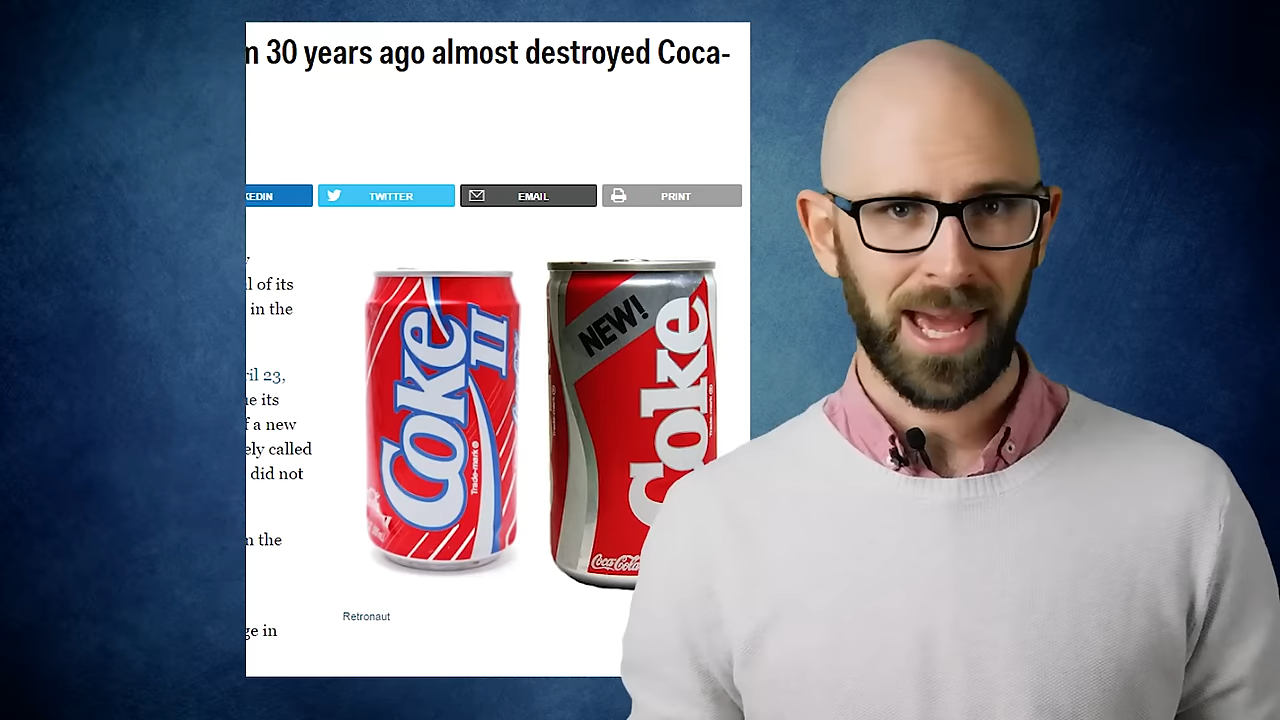 n 30 years ago almost destroyed Coca-
KEDIN
TWITTER
EMAIL
PRINT
l of its
in the
ril 23,
e its
f a new
ely called
did not
n the
ge in
Coke II
Trade-mark ®
NEW!
Coke
Coca-Cola
Retronaut